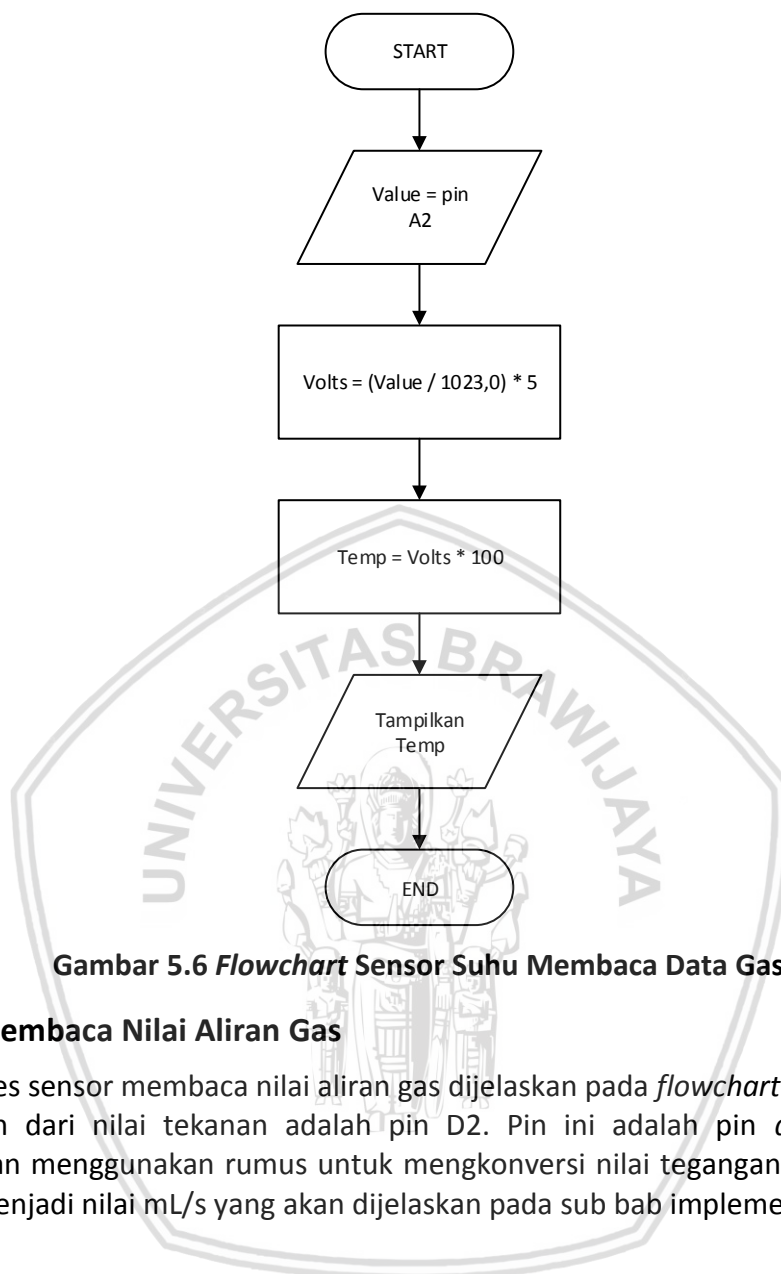 START
Value = pin
A2
Volts = (Value / 1023,0) * 5
Temp = Volts * 100
Tampilkan
Temp
END
UNIVERSITAS BRAWIJAYA
Gambar 5.6 Flowchart Sensor Suhu Membaca Data Gas
embaca Nilai Aliran Gas
es sensor membaca nilai aliran gas dijelaskan pada flowchart
dari nilai tekanan adalah pin D2. Pin ini adalah pin
an menggunakan rumus untuk mengkonversi nilai tegangan
enjadi nilai mL/s yang akan dijelaskan pada sub bab impleme